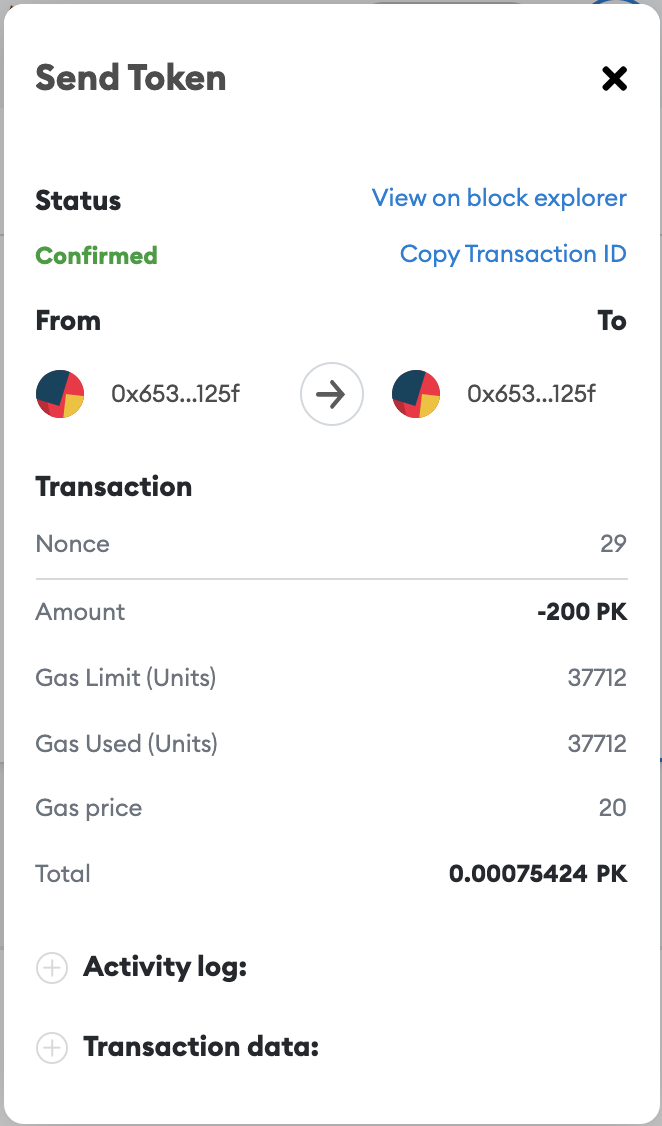 Send Token
Status
View on block explorer
Confirmed
Copy Transaction ID
From
To
0x653...125f
0x653...125f
Transaction
Nonce
29
Amount
-200 PK
Gas Limit (Units)
37712
Gas Used (Units)
37712
Gas price
20
Total
0.00075424 PK
Activity log:
Transaction data: